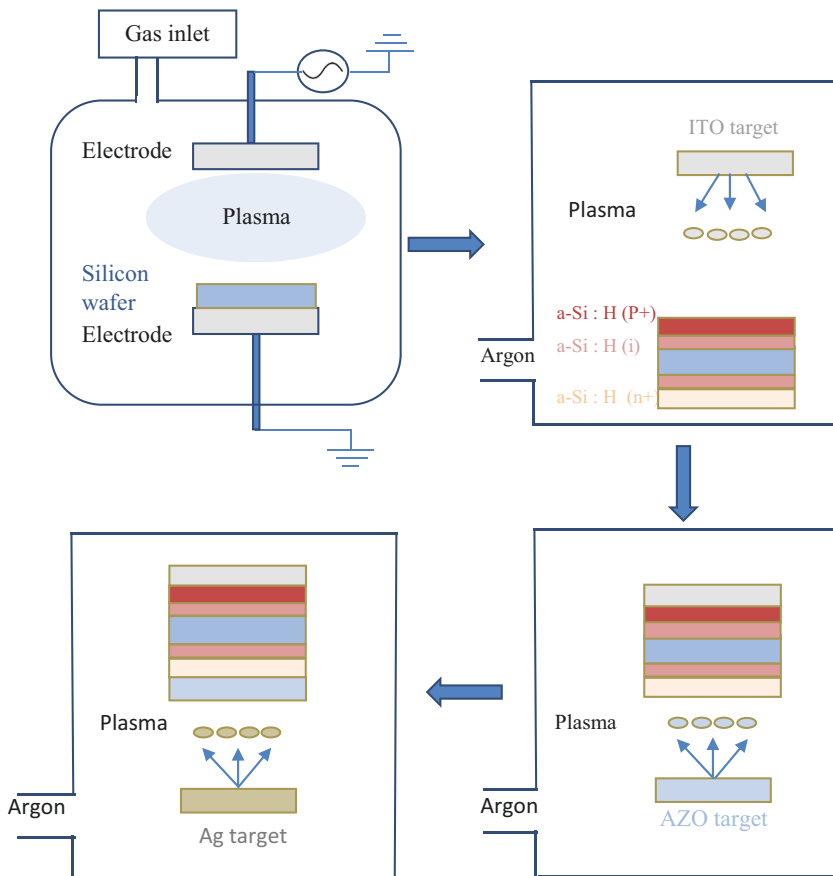 Gas inlet
Electrode
Plasma
Silicon
wafer
Electrode
ITO target
Plasma
a-Si : H (P+)
a-Si : H (i)
Argon
a-Si : H (n+)
Plasma
Argon
Ag target
Plasma
Argon
AZO target